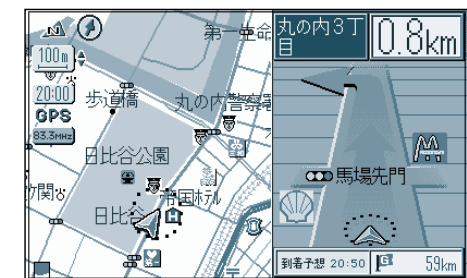 100m
20:00
GPS
83.3MHz
第一生命
歩道橋
丸の内警察署
日比谷公園
帝国ホテル
日比谷
丸の内3丁
目
0.8km
馬場先門
到着予想 20:50
G
59km